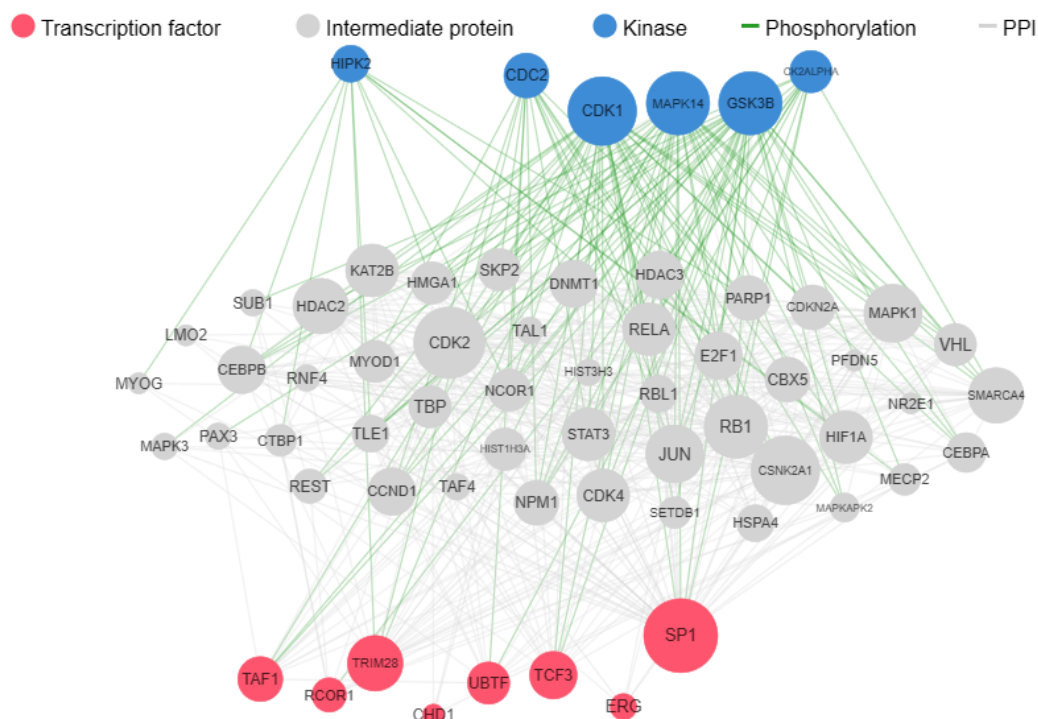 Transcription factor
Intermediate protein
Kinase
Phosphorylation
PPI
HIPK2
CDC2
CDK1
MAPK14
GSK3B
CK2ALPHA
KAT2B
HMGA1
SKP2
DNMT1
HDAC3
PARP1
CDKN2A
MAPK1
SUB1
HDAC2
LMO2
CDK2
TAL1
RELA
E2F1
PFDN5
VHL
MYOG
CEBPB
RNF4
MYOD1
NCOR1
HIST3H3
RBL1
CBX5
NR2E1
SMARCA4
MAPK3
PAX3
CTBP1
TLE1
TBP
HIST1H3A
STAT3
JUN
RB1
HIF1A
CEBPA
REST
CCND1
TAF4
NPM1
CDK4
SETDB1
CSNK2A1
HSPA4
MAPKAPK2
MECP2
SP1
TAF1
RCOR1
TRIM28
CHD1
UBTF
TCF3
ERG